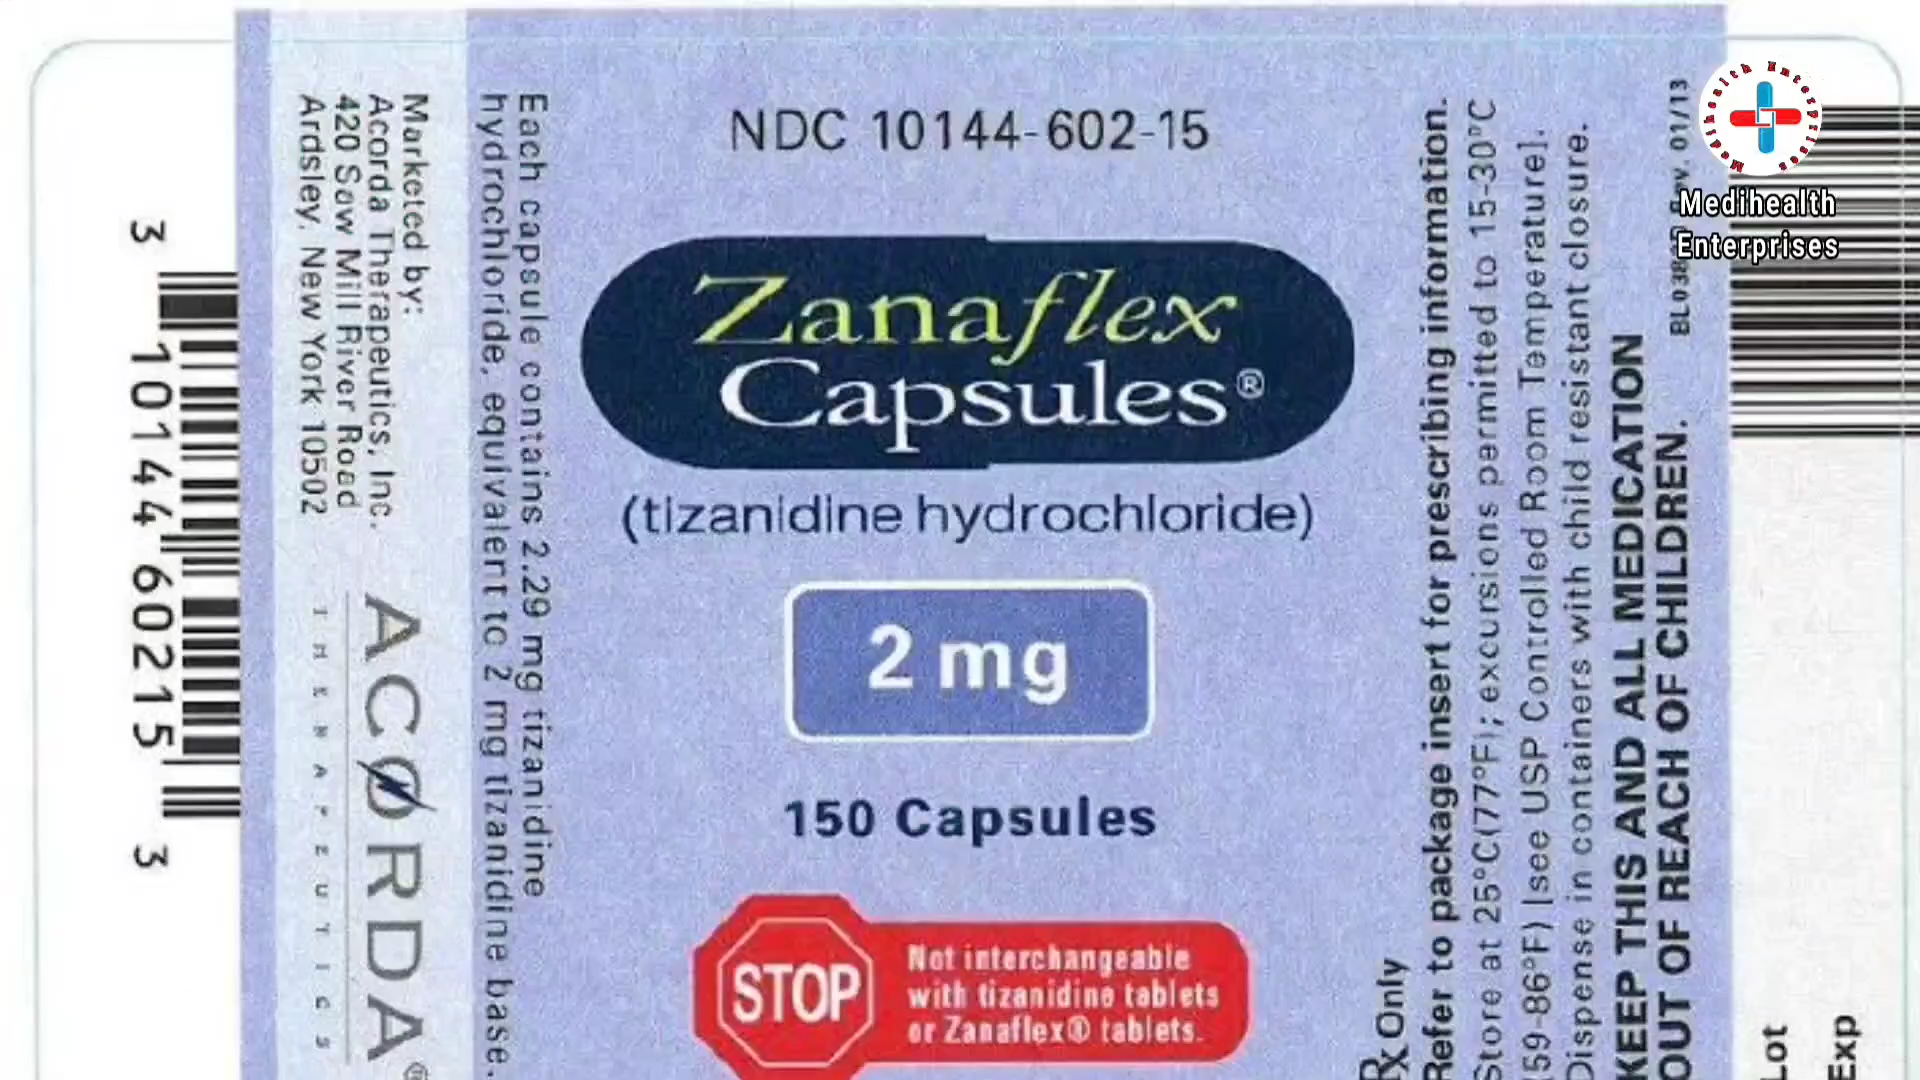 3 10144 60215 3
Marketed by:
Acorda Therapeutics, Inc.
420 Saw Mill River Road
Ardsley, New York 10502
ACORDA®
THERAPEUTICS
Each capsule contains 2.29 mg tizanidine
hydrochloride, equivalent to 2 mg tizanidine base.
NDC 10144-602-15
Zanaflex
Capsules®
(tizanidine hydrochloride)
2 mg
150 Capsules
STOP
Not interchangeable
with tizanidine tablets
or Zanaflex® tablets.
Rx Only
Refer to package insert for prescribing information.
Store at 25°C(77°F); excursions permitted to 15-30°C
(59-86°F) [see USP Controlled Room Temperature].
Dispense in containers with child resistant closure.
KEEP THIS AND ALL MEDICATION
OUT OF REACH OF CHILDREN.
Rev. 01/13
Medihealth Enterprises
Medihealth
Enterprises
Lot
Exp